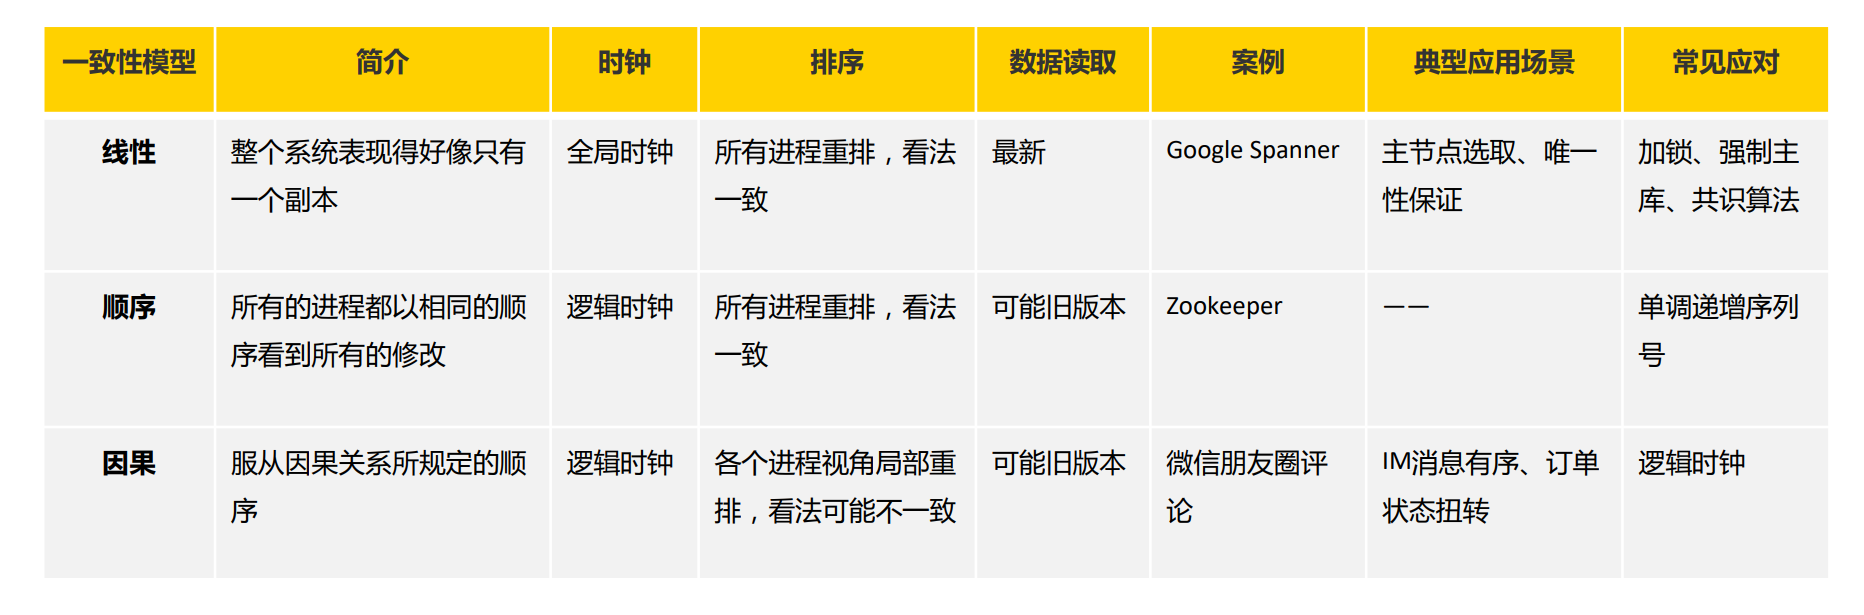 一致性模型
简介
时钟
排序
数据读取
案例
典型应用场景
常见应对
线性
整个系统表现得好像只有
一个副本
全局时钟
所有进程重排，看法
一致
最新
Google Spanner
主节点选取、唯一
性保证
加锁、强制主
库、共识算法
顺序
所有的进程都以相同的顺
序看到所有的修改
逻辑时钟
所有进程重排，看法
一致
可能旧版本
Zookeeper
——
单调递增序列
号
因果
服从因果关系所规定的顺
序
逻辑时钟
各个进程视角局部重
排，看法可能不一致
可能旧版本
微信朋友圈评
论
IM消息有序、订单
状态扭转
逻辑时钟